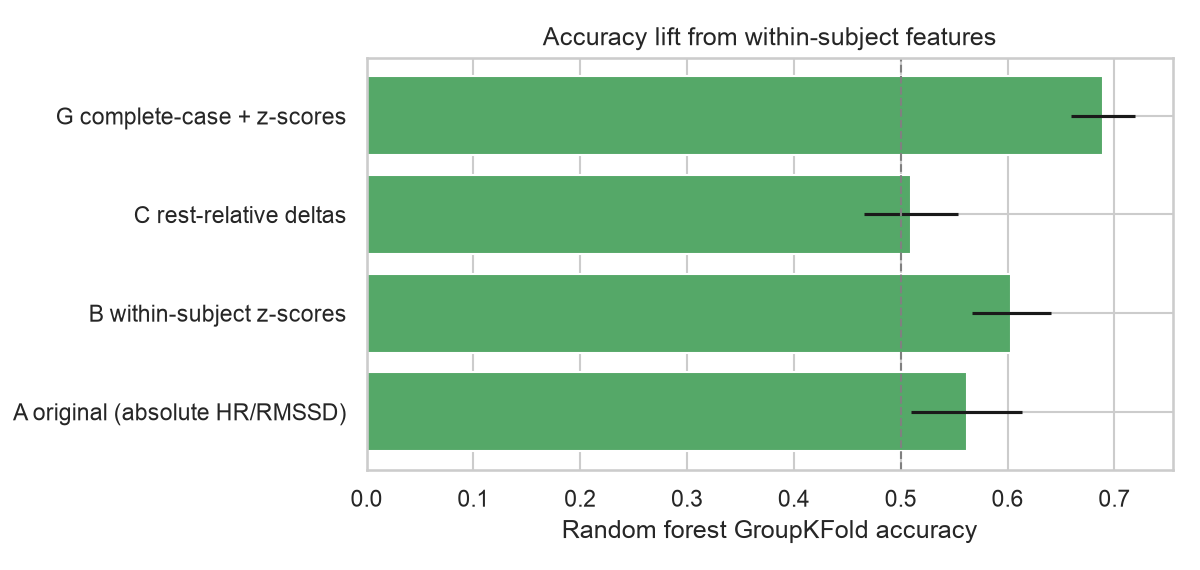 Accuracy lift from within-subject features
G complete-case + z-scores
C rest-relative deltas
B within-subject z-scores
A original (absolute HR/RMSSD)
0.0 0.1 0.2 0.3 0.4 0.5 0.6 0.7
Random forest GroupKFold accuracy